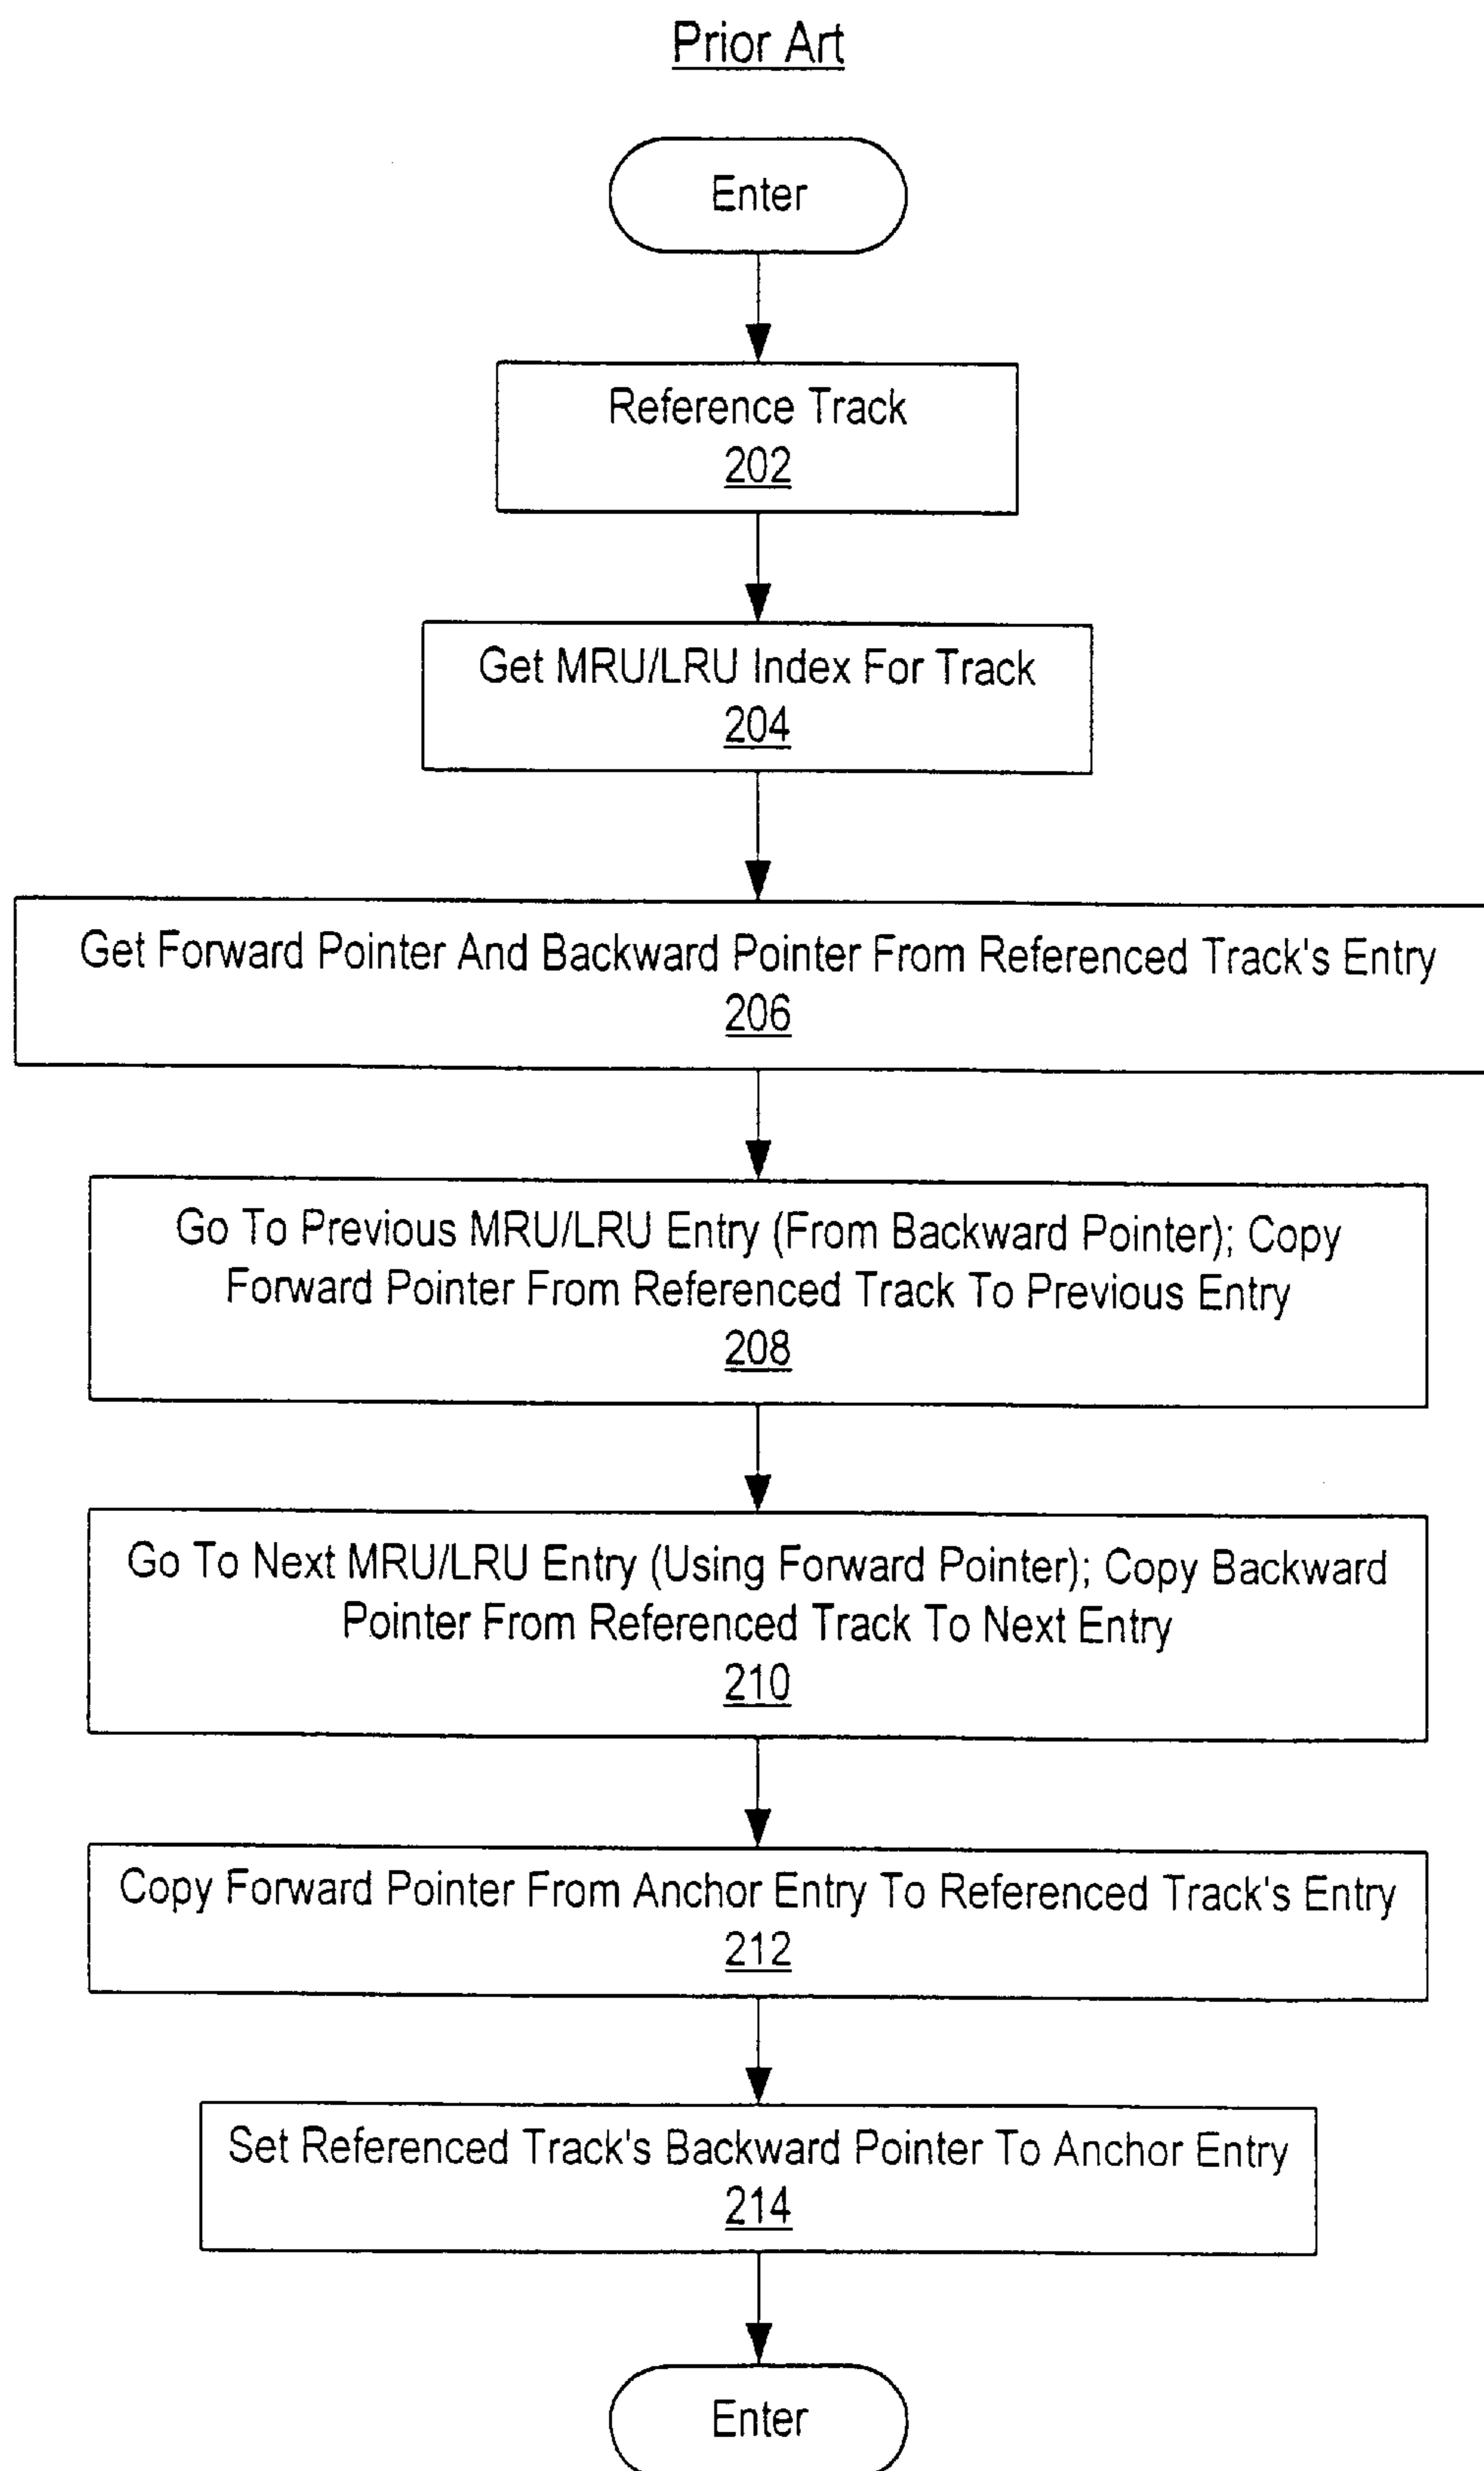 Prior Art
Enter
Reference Track
202
Get MRU/LRU Index For Track
204
Get Forward Pointer And Backward Pointer From Referenced Track's Entry
206
Go To Previous MRU/LRU Entry (From Backward Pointer); Copy
Forward Pointer From Referenced Track To Previous Entry
208
Go To Next MRU/LRU Entry (Using Forward Pointer); Copy Backward
Pointer From Referenced Track To Next Entry
210
Copy Forward Pointer From Anchor Entry To Referenced Track's Entry
212
Set Referenced Track's Backward Pointer To Anchor Entry
214
Enter